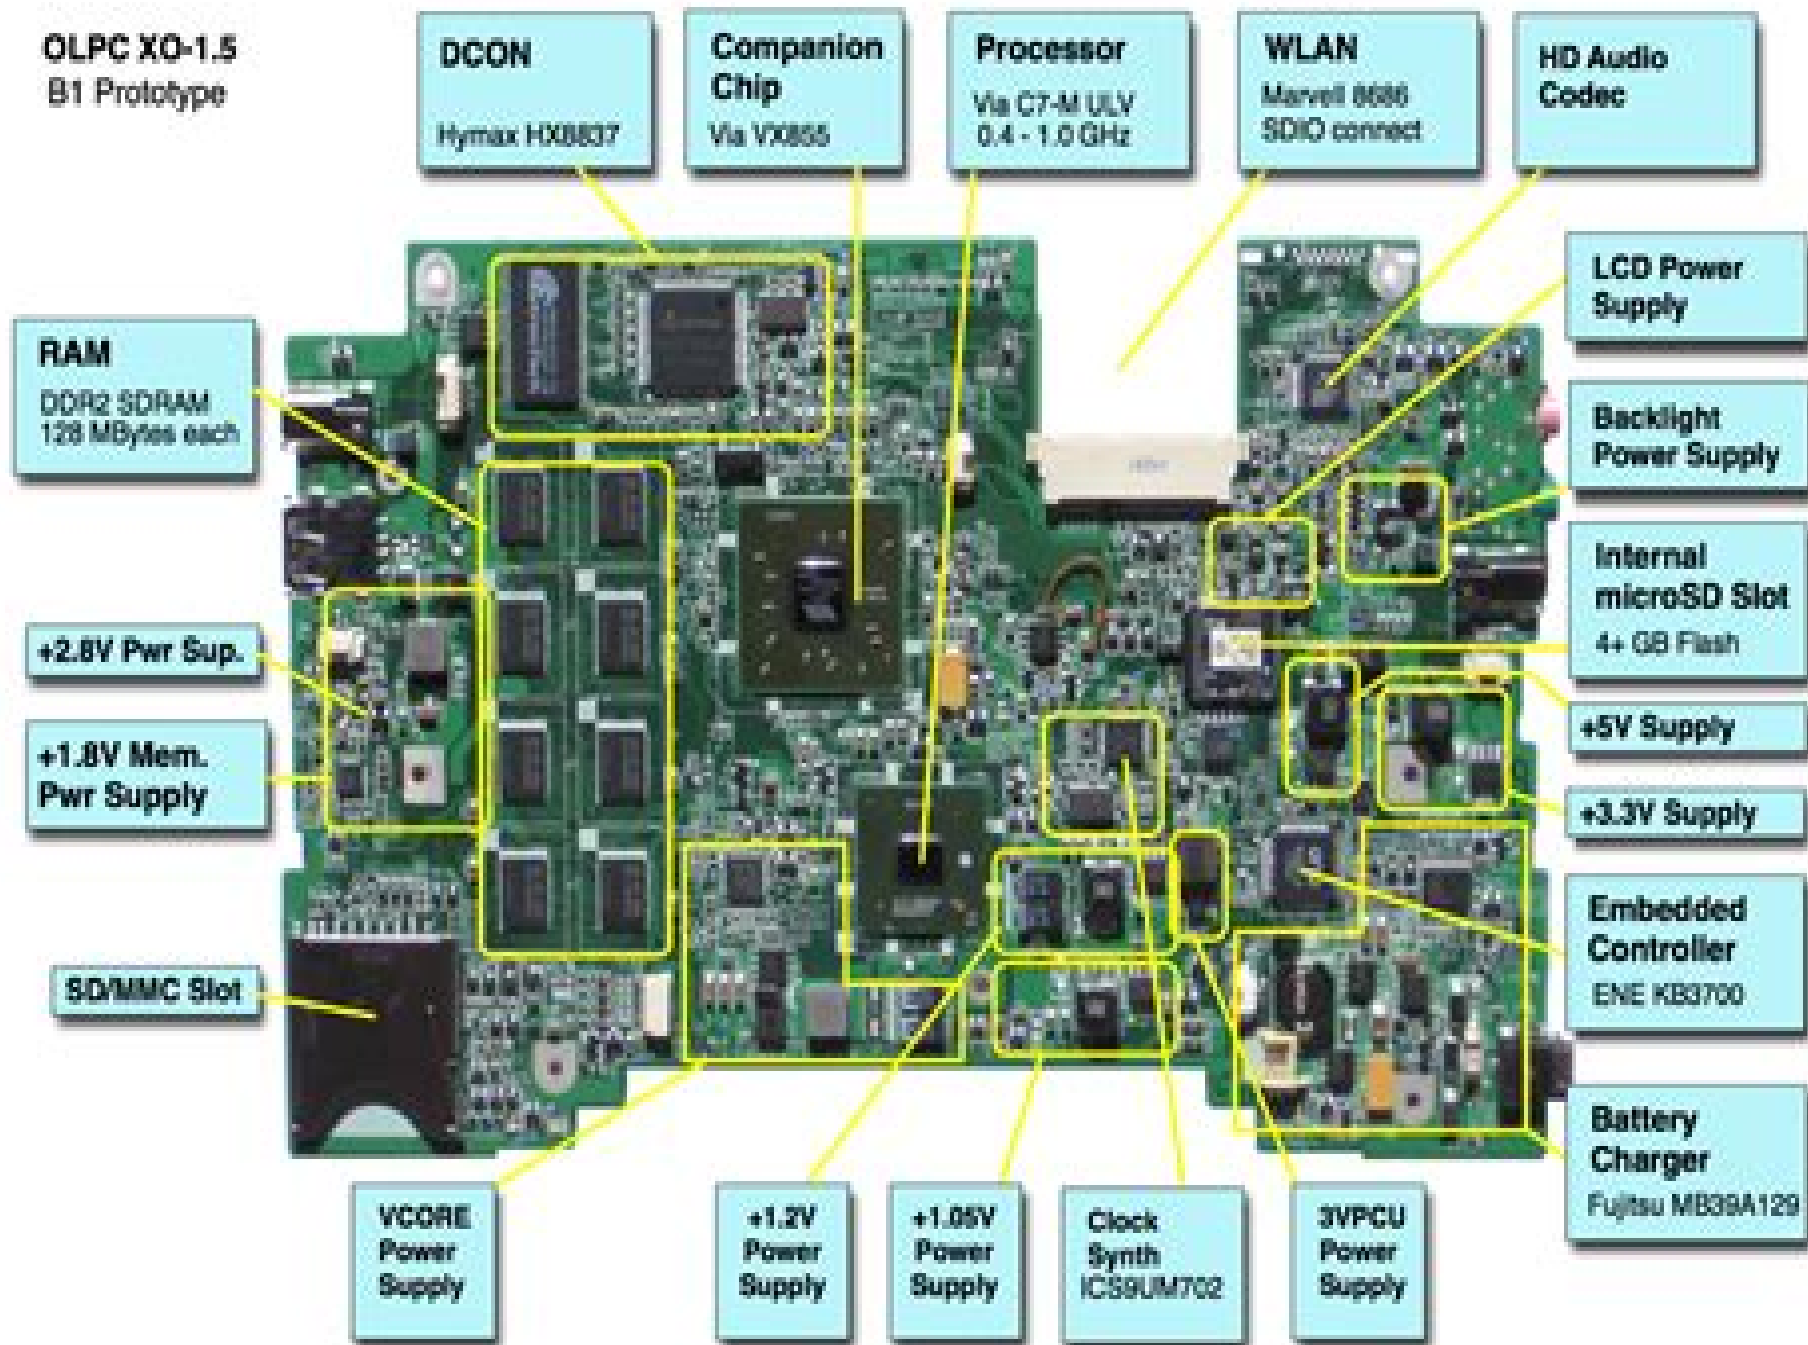 OLPC XO-1.5
B1 Prototype
DCON
Hymax HX8837
Companion
Chip
Via VX855
Processor
Via C7-M ULV
0.4 - 1.0 GHz
WLAN
Marvell 8686
SDIO connect
HD Audio
Codec
LCD Power
Supply
RAM
DDR2 SDRAM
128 MBytes each
Backlight
Power Supply
Internal
microSD Slot
4+ GB Flash
+2.8V Pwr Sup.
+1.8V Mem.
Pwr Supply
+5V Supply
+3.3V Supply
Embedded
Controller
ENE KB3700
SD/MMC Slot
Battery
Charger
Fujitsu MB39A129
VCORE
Power
Supply
+1.2V
Power
Supply
+1.05V
Power
Supply
Clock
Synth
ICS9UM702
3VPCU
Power
Supply